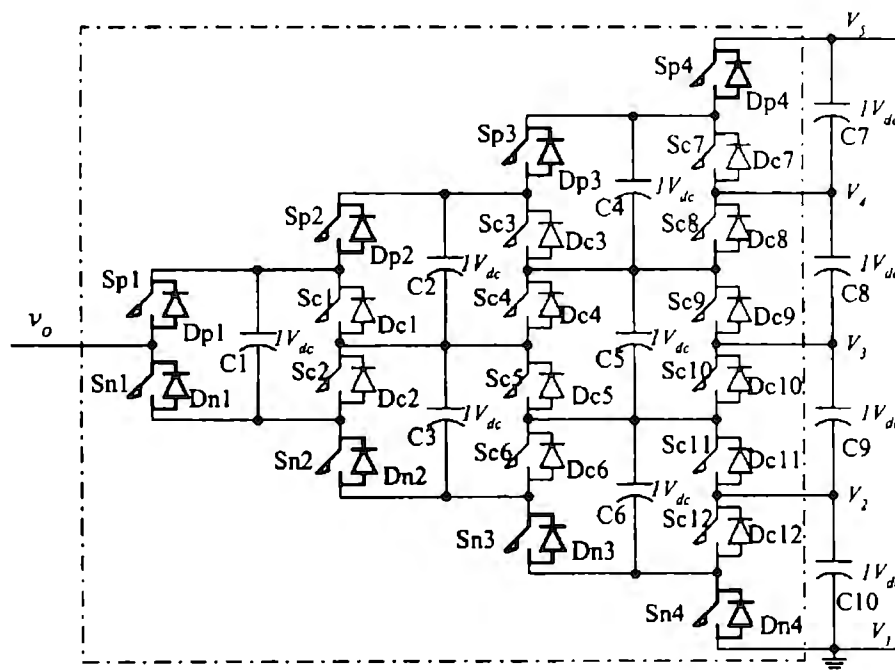 V5
Sp4
Dp4
1Vdc
C7
Sp3
Dp3
1Vdc
C4
Sc7
Dc7
V4
Sp2
Dp2
1Vdc
C2
Sc3
Dc3
Sc8
Dc8
1Vdc
C8
Sp1
Dp1
1Vdc
C1
Sc1
Dc1
Sc4
Dc4
1Vdc
C5
Sc9
Dc9
vo
V3
Sn1
Dn1
Sc2
Dc2
1Vdc
C3
Sc5
Dc5
Sc10
Dc10
1Vdc
C9
Sn2
Dn2
Sc6
Dc6
1Vdc
C6
Sc11
Dc11
V2
Sn3
Dn3
Sc12
Dc12
1Vdc
C10
Sn4
Dn4
V1